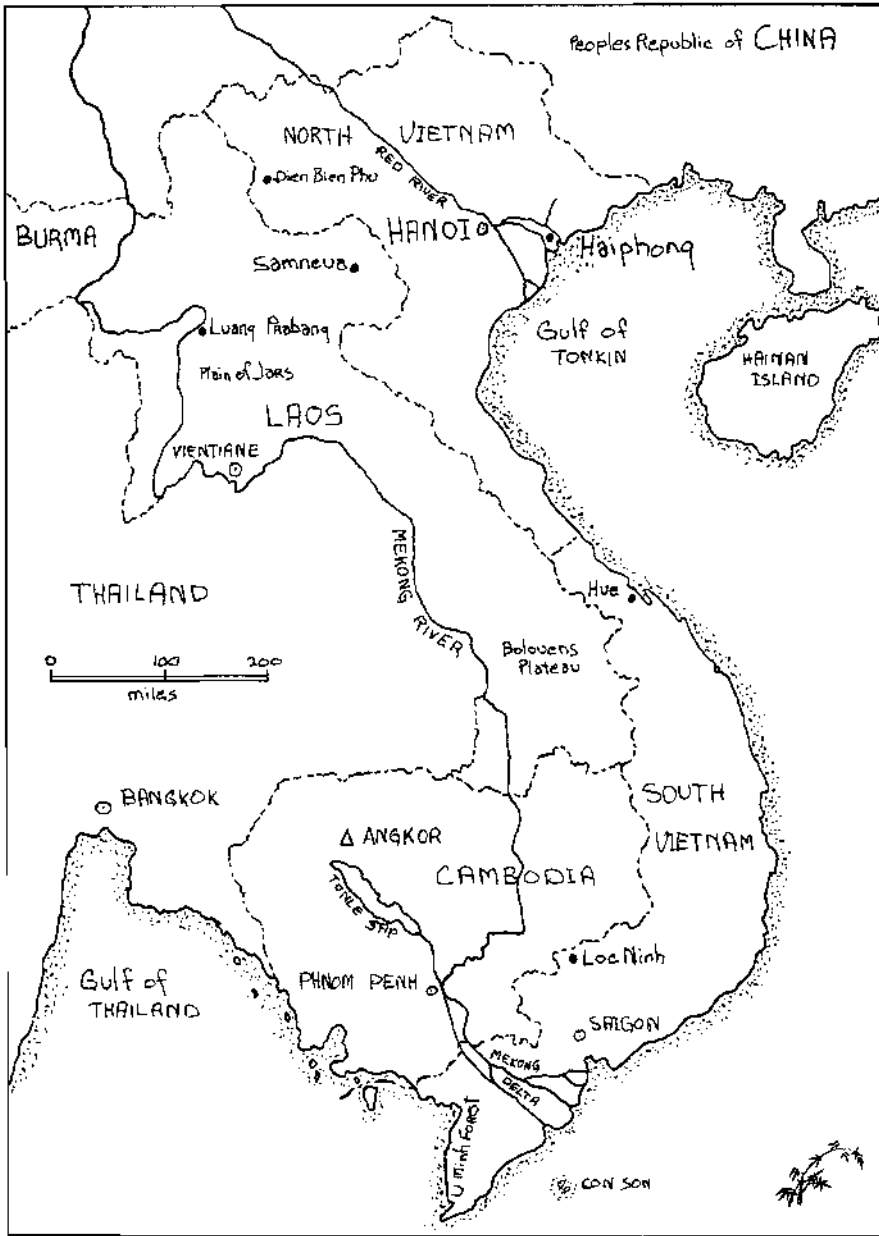 Peoples Republic of CHINA
NORTH VIETNAM
RED RIVER
Dien Bien Phu
BURMA
HANOI
Haiphong
Samneua
Gulf of
TONKIN
HAINAN
ISLAND
Luang Prabang
Plain of Jars
LAOS
VIENTIANE
MEKONG
RIVER
THAILAND
Hue
Bolovens
Plateau
0 100 200
miles
BANGKOK
SOUTH
VIETNAM
ANGKOR
CAMBODIA
TONLE SAP
Loc Ninh
Gulf of
THAILAND
PHNOM PENH
SAIGON
MEKONG
DELTA
U Minh FOREST
CON SON